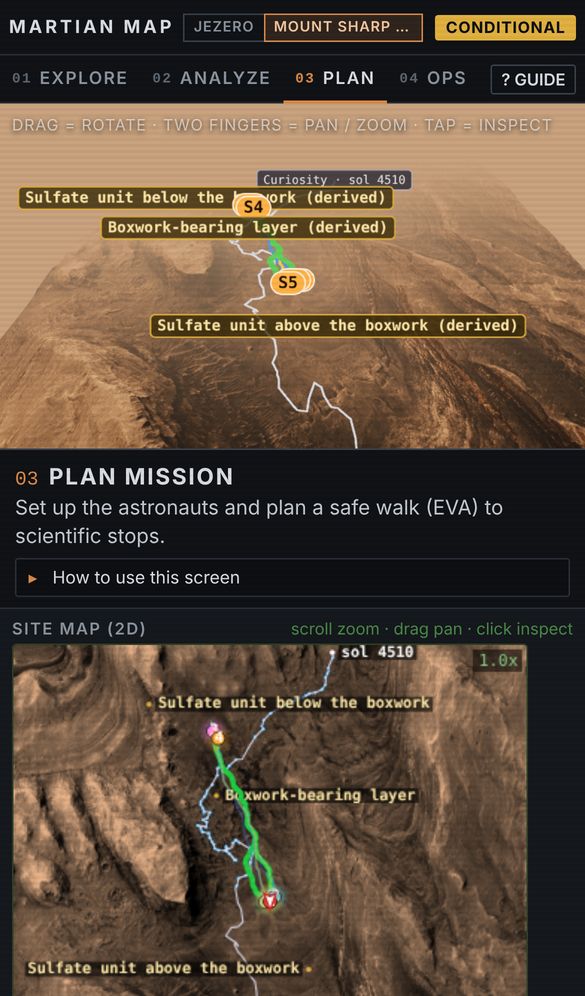 MARTIAN MAP JEZERO MOUNT SHARP ... CONDITIONAL
01 EXPLORE 02 ANALYZE 03 PLAN 04 OPS ? GUIDE
DRAG = ROTATE · TWO FINGERS = PAN / ZOOM · TAP = INSPECT
Curiosity · sol 4510
Sulfate unit below the boxwork (derived)
S4
Boxwork-bearing layer (derived)
S5
Sulfate unit above the boxwork (derived)
03 PLAN MISSION
Set up the astronauts and plan a safe walk (EVA) to
scientific stops.
▸ How to use this screen
SITE MAP (2D) scroll zoom · drag pan · click inspect
sol 4510 1.0x
Sulfate unit below the boxwork
Boxwork-bearing layer
Sulfate unit above the boxwork